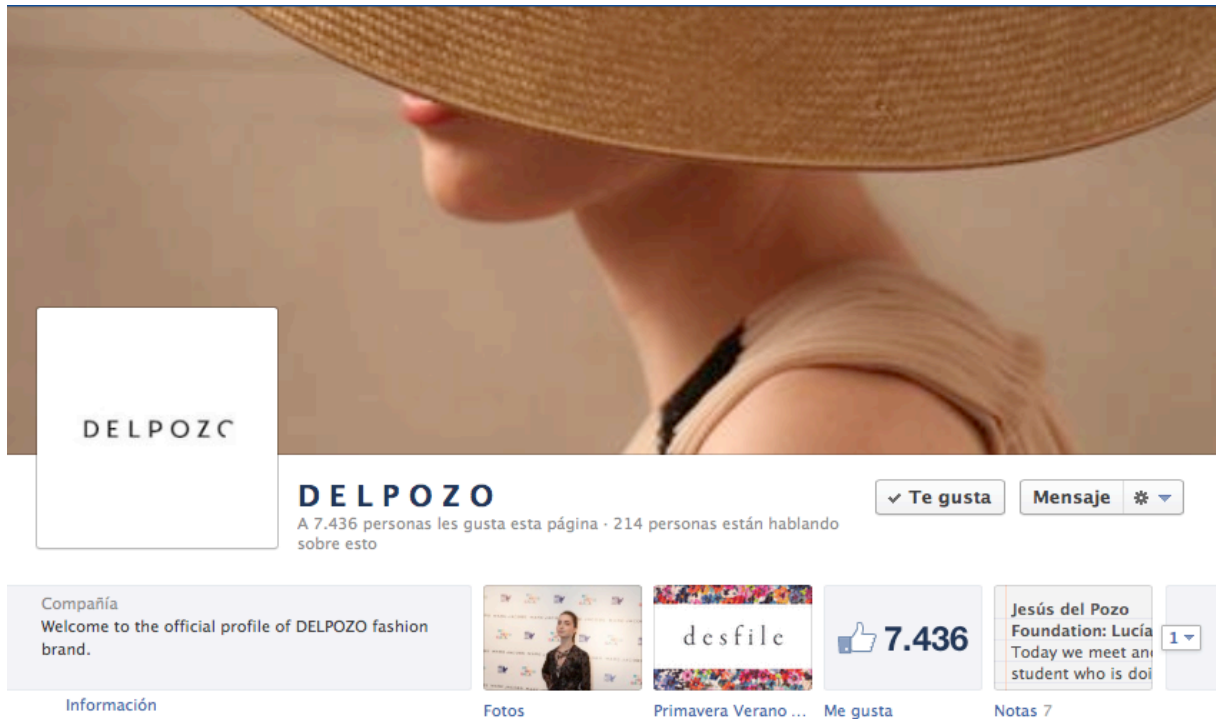 DELPOZO
D E L P O Z O
A 7.436 personas les gusta esta página · 214 personas están hablando
sobre esto
✓ Te gusta
Mensaje
Compañía
Welcome to the official profile of DELPOZO fashion
brand.
Información
Fotos
desfile
Primavera Verano ...
7.436
Me gusta
Jesús del Pozo
Foundation: Lucía
Today we meet an
student who is doi
Notas 7
1